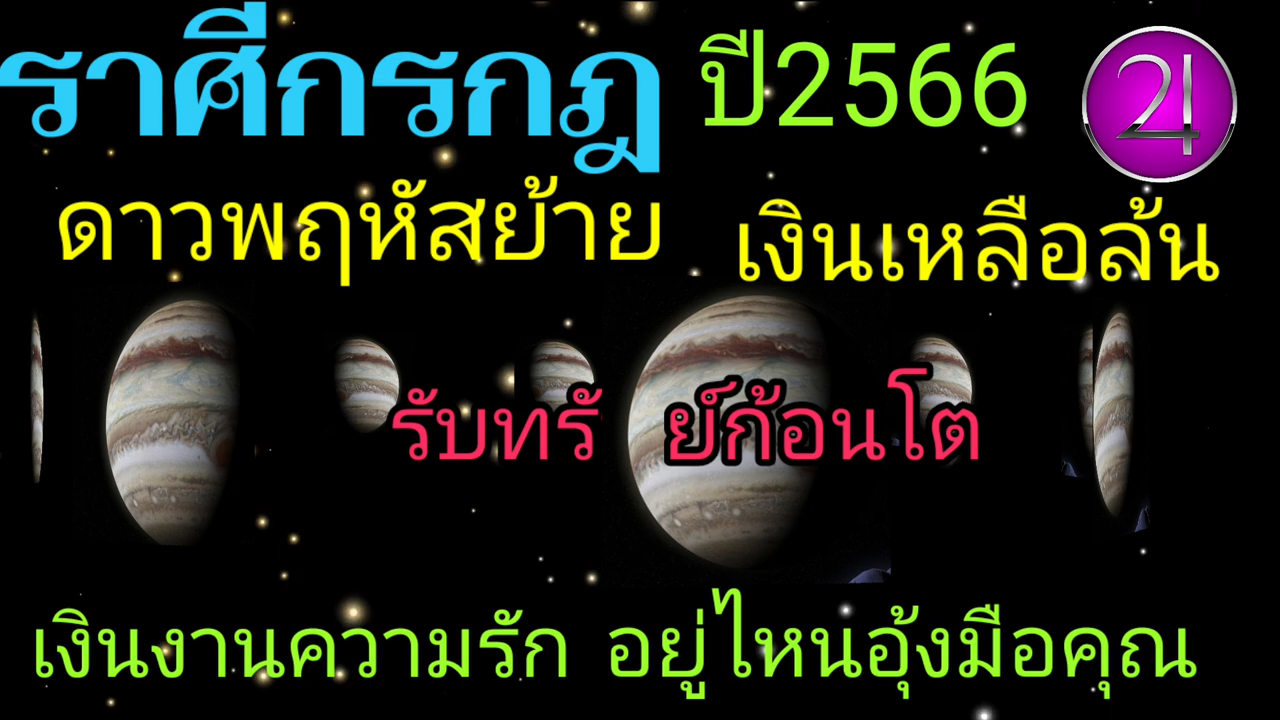 ราศีกรกฎ ปี2566
ดาวพฤหัสย้าย เงินเหลือล้น
รับทรัย์ก้อนโต
เงินงานความรัก อยู่ไหนอุ้งมือคุณ